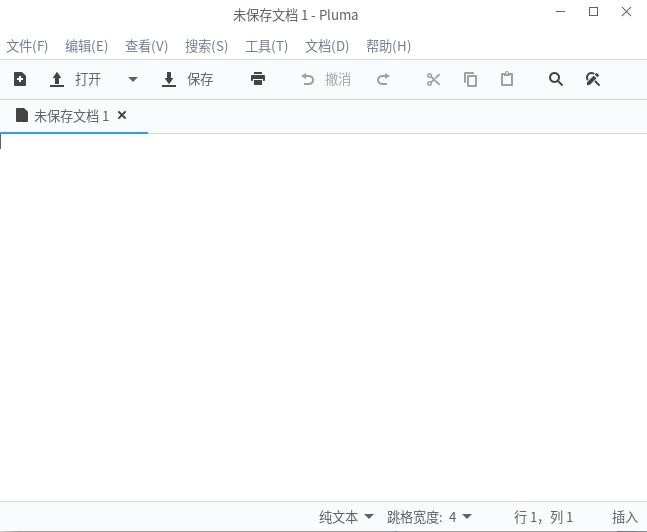 未保存文档 1 - Pluma
文件(F) 编辑(E) 查看(V) 搜索(S) 工具(T) 文档(D) 帮助(H)
打开 保存 撤消
未保存文档 1
纯文本 跳格宽度: 4 行 1，列 1 插入